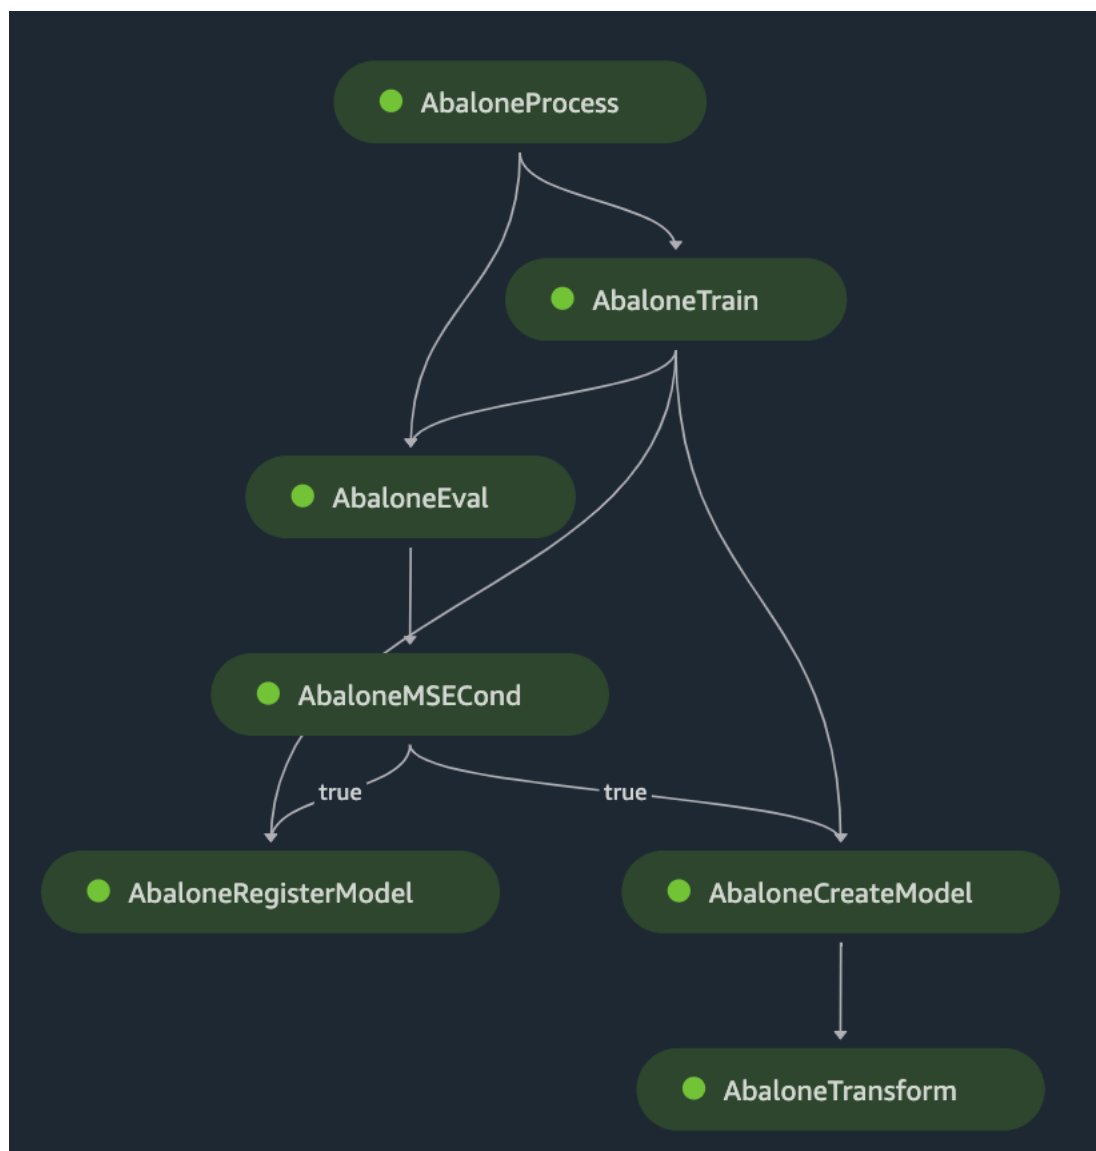 AbaloneProcess
AbaloneTrain
AbaloneEval
AbaloneMSECond
true
true
AbaloneRegisterModel
AbaloneCreateModel
AbaloneTransform